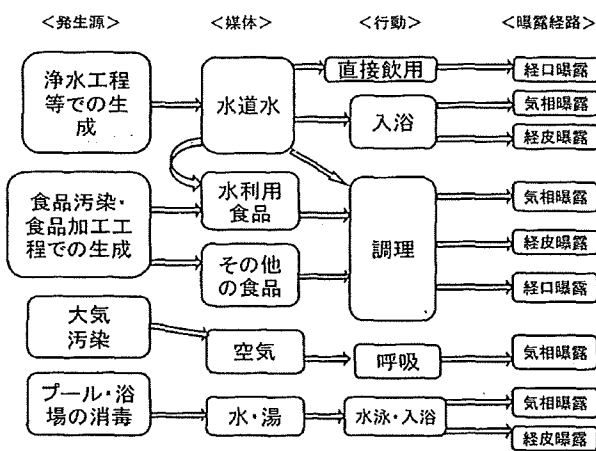 <発生源> <媒体> <行動> <曝露経路>
浄水工程
等での生
成
水道水
直接飲用
経口曝露
入浴
気相曝露
経皮曝露
食品汚染・
食品加工工
程での生成
水利用
食品
その他
の食品
調理
気相曝露
経皮曝露
経口曝露
大気
汚染
空気
呼吸
気相曝露
プール・浴
場の消毒
水・湯
水泳・入浴
気相曝露
経皮曝露